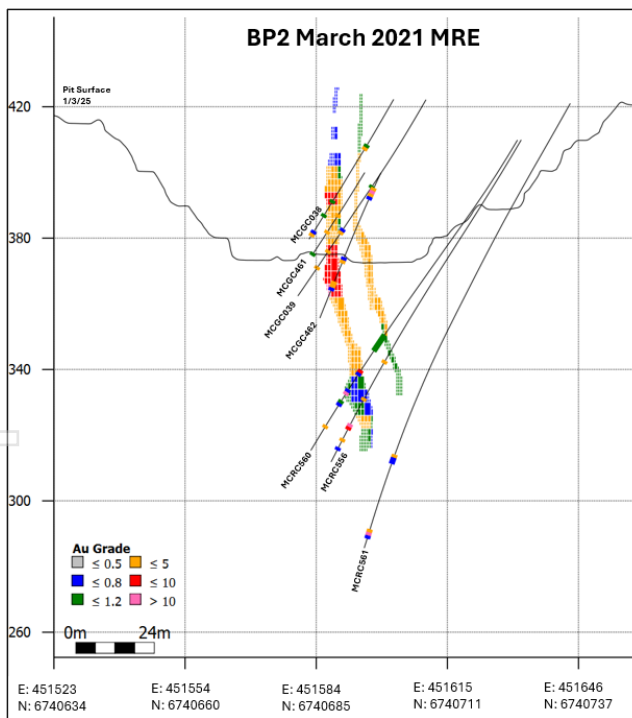 BP2 March 2021 MRE
Pit Surface
1/3/25
420
380
340
300
260
MCGC038
MCGC461
MCGC039
MCGC462
MCRC560
MCRC556
MCRC561
Au Grade
≤ 0.5 ≤ 5
≤ 0.8 ≤ 10
≤ 1.2 > 10
0m 24m
E: 451523 E: 451554 E: 451584 E: 451615 E: 451646
N: 6740634 N: 6740660 N: 6740685 N: 6740711 N: 6740737